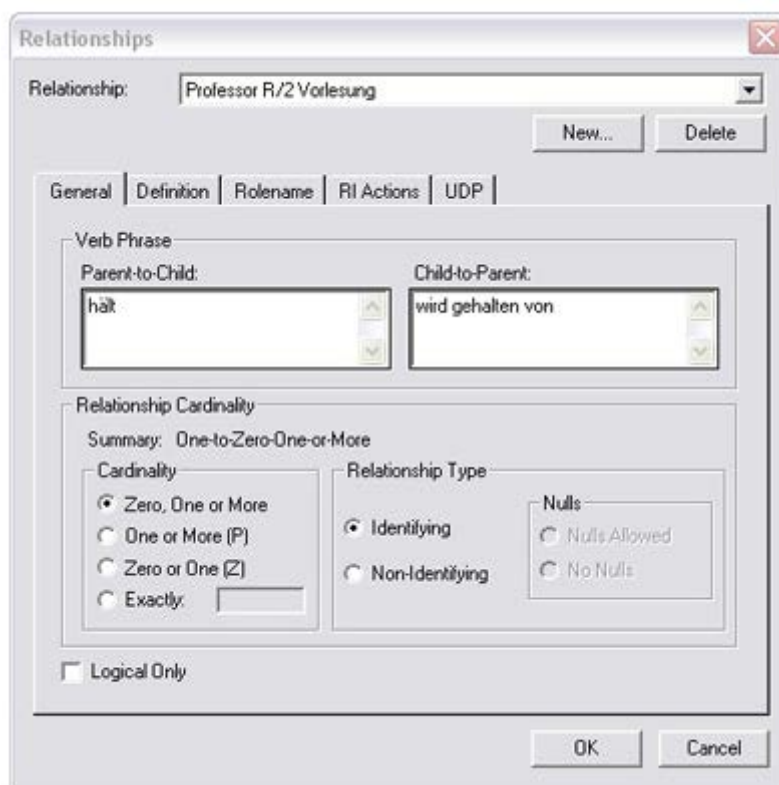 Relationships
Relationship: Professor R/2 Vorlesung
New... Delete
General Definition Rolename RI Actions UDP
Verb Phrase
Parent-to-Child: Child-to-Parent:
hält wird gehalten von
Relationship Cardinality
Summary: One-to-Zero-One-or-More
Cardinality Relationship Type
Zero, One or More Nulls
One or More (P) Identifying Nulls Allowed
Zero or One (Z) Non-Identifying No Nulls
Exactly:
Logical Only
OK Cancel